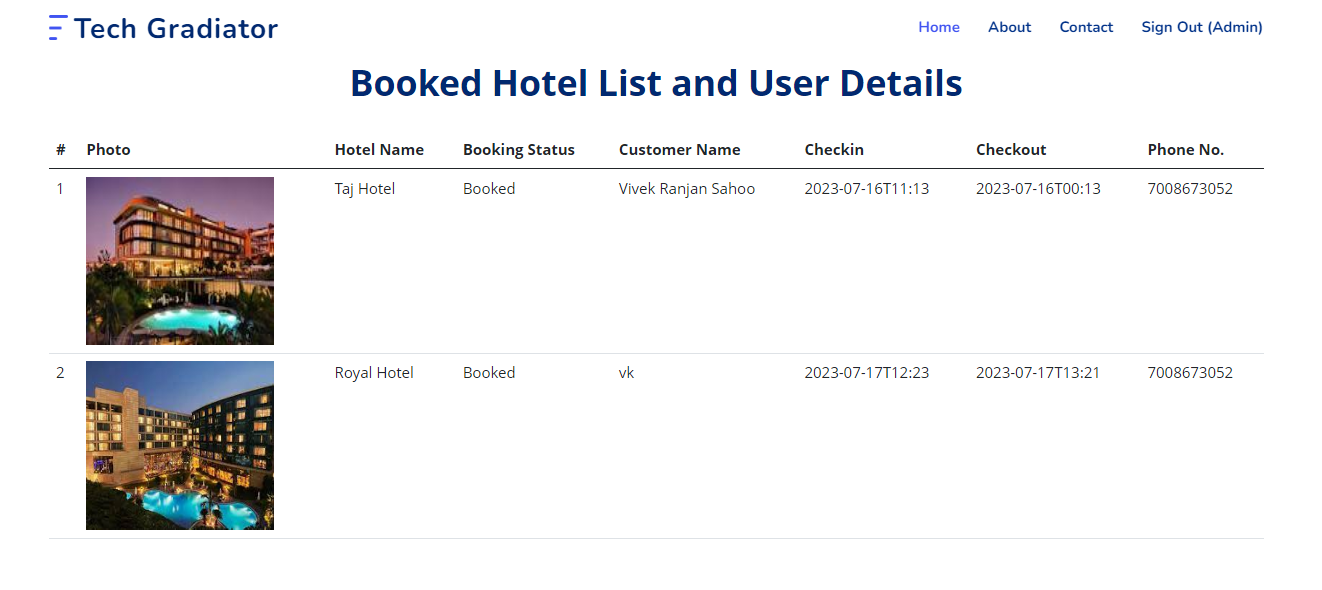 Tech Gradiator
Home About Contact Sign Out (Admin)
Booked Hotel List and User Details
# Photo Hotel Name Booking Status Customer Name Checkin Checkout Phone No.
1 Taj Hotel Booked Vivek Ranjan Sahoo 2023-07-16T11:13 2023-07-16T00:13 7008673052
2 Royal Hotel Booked vk 2023-07-17T12:23 2023-07-17T13:21 7008673052